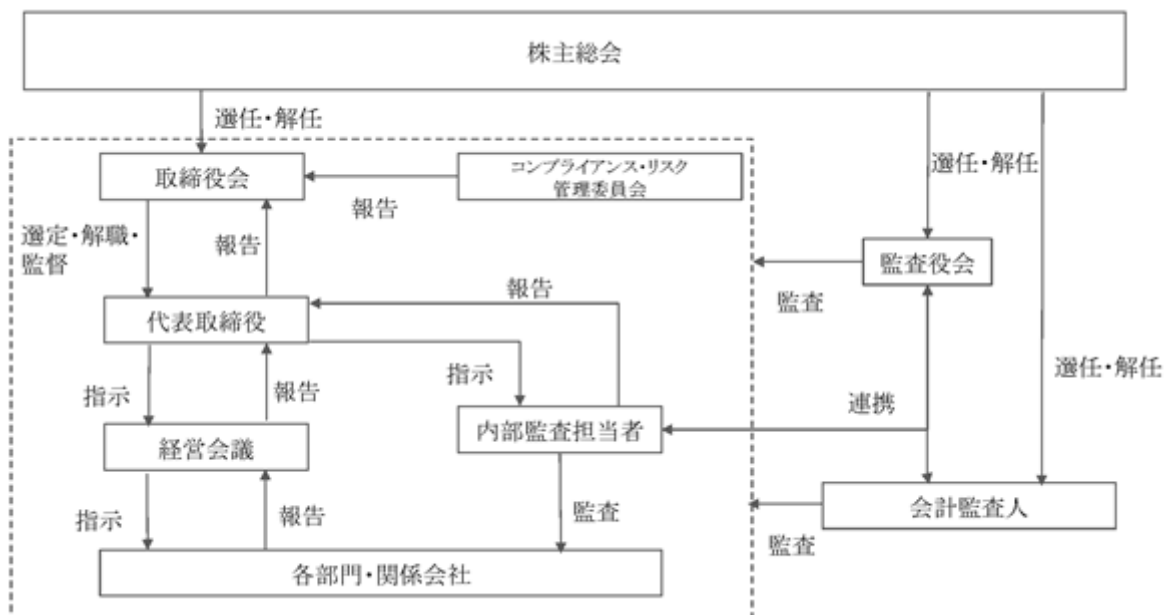 株主総会
選任・解任
取締役会
コンプライアンス・リスク
管理委員会
報告
選任・解任
選定・解職・
監督
報告
監査役会
監査
報告
代表取締役
指示
報告
指示
選任・解任
連携
経営会議
内部監査担当者
指示
報告
監査
会計監査人
監査
各部門・関係会社